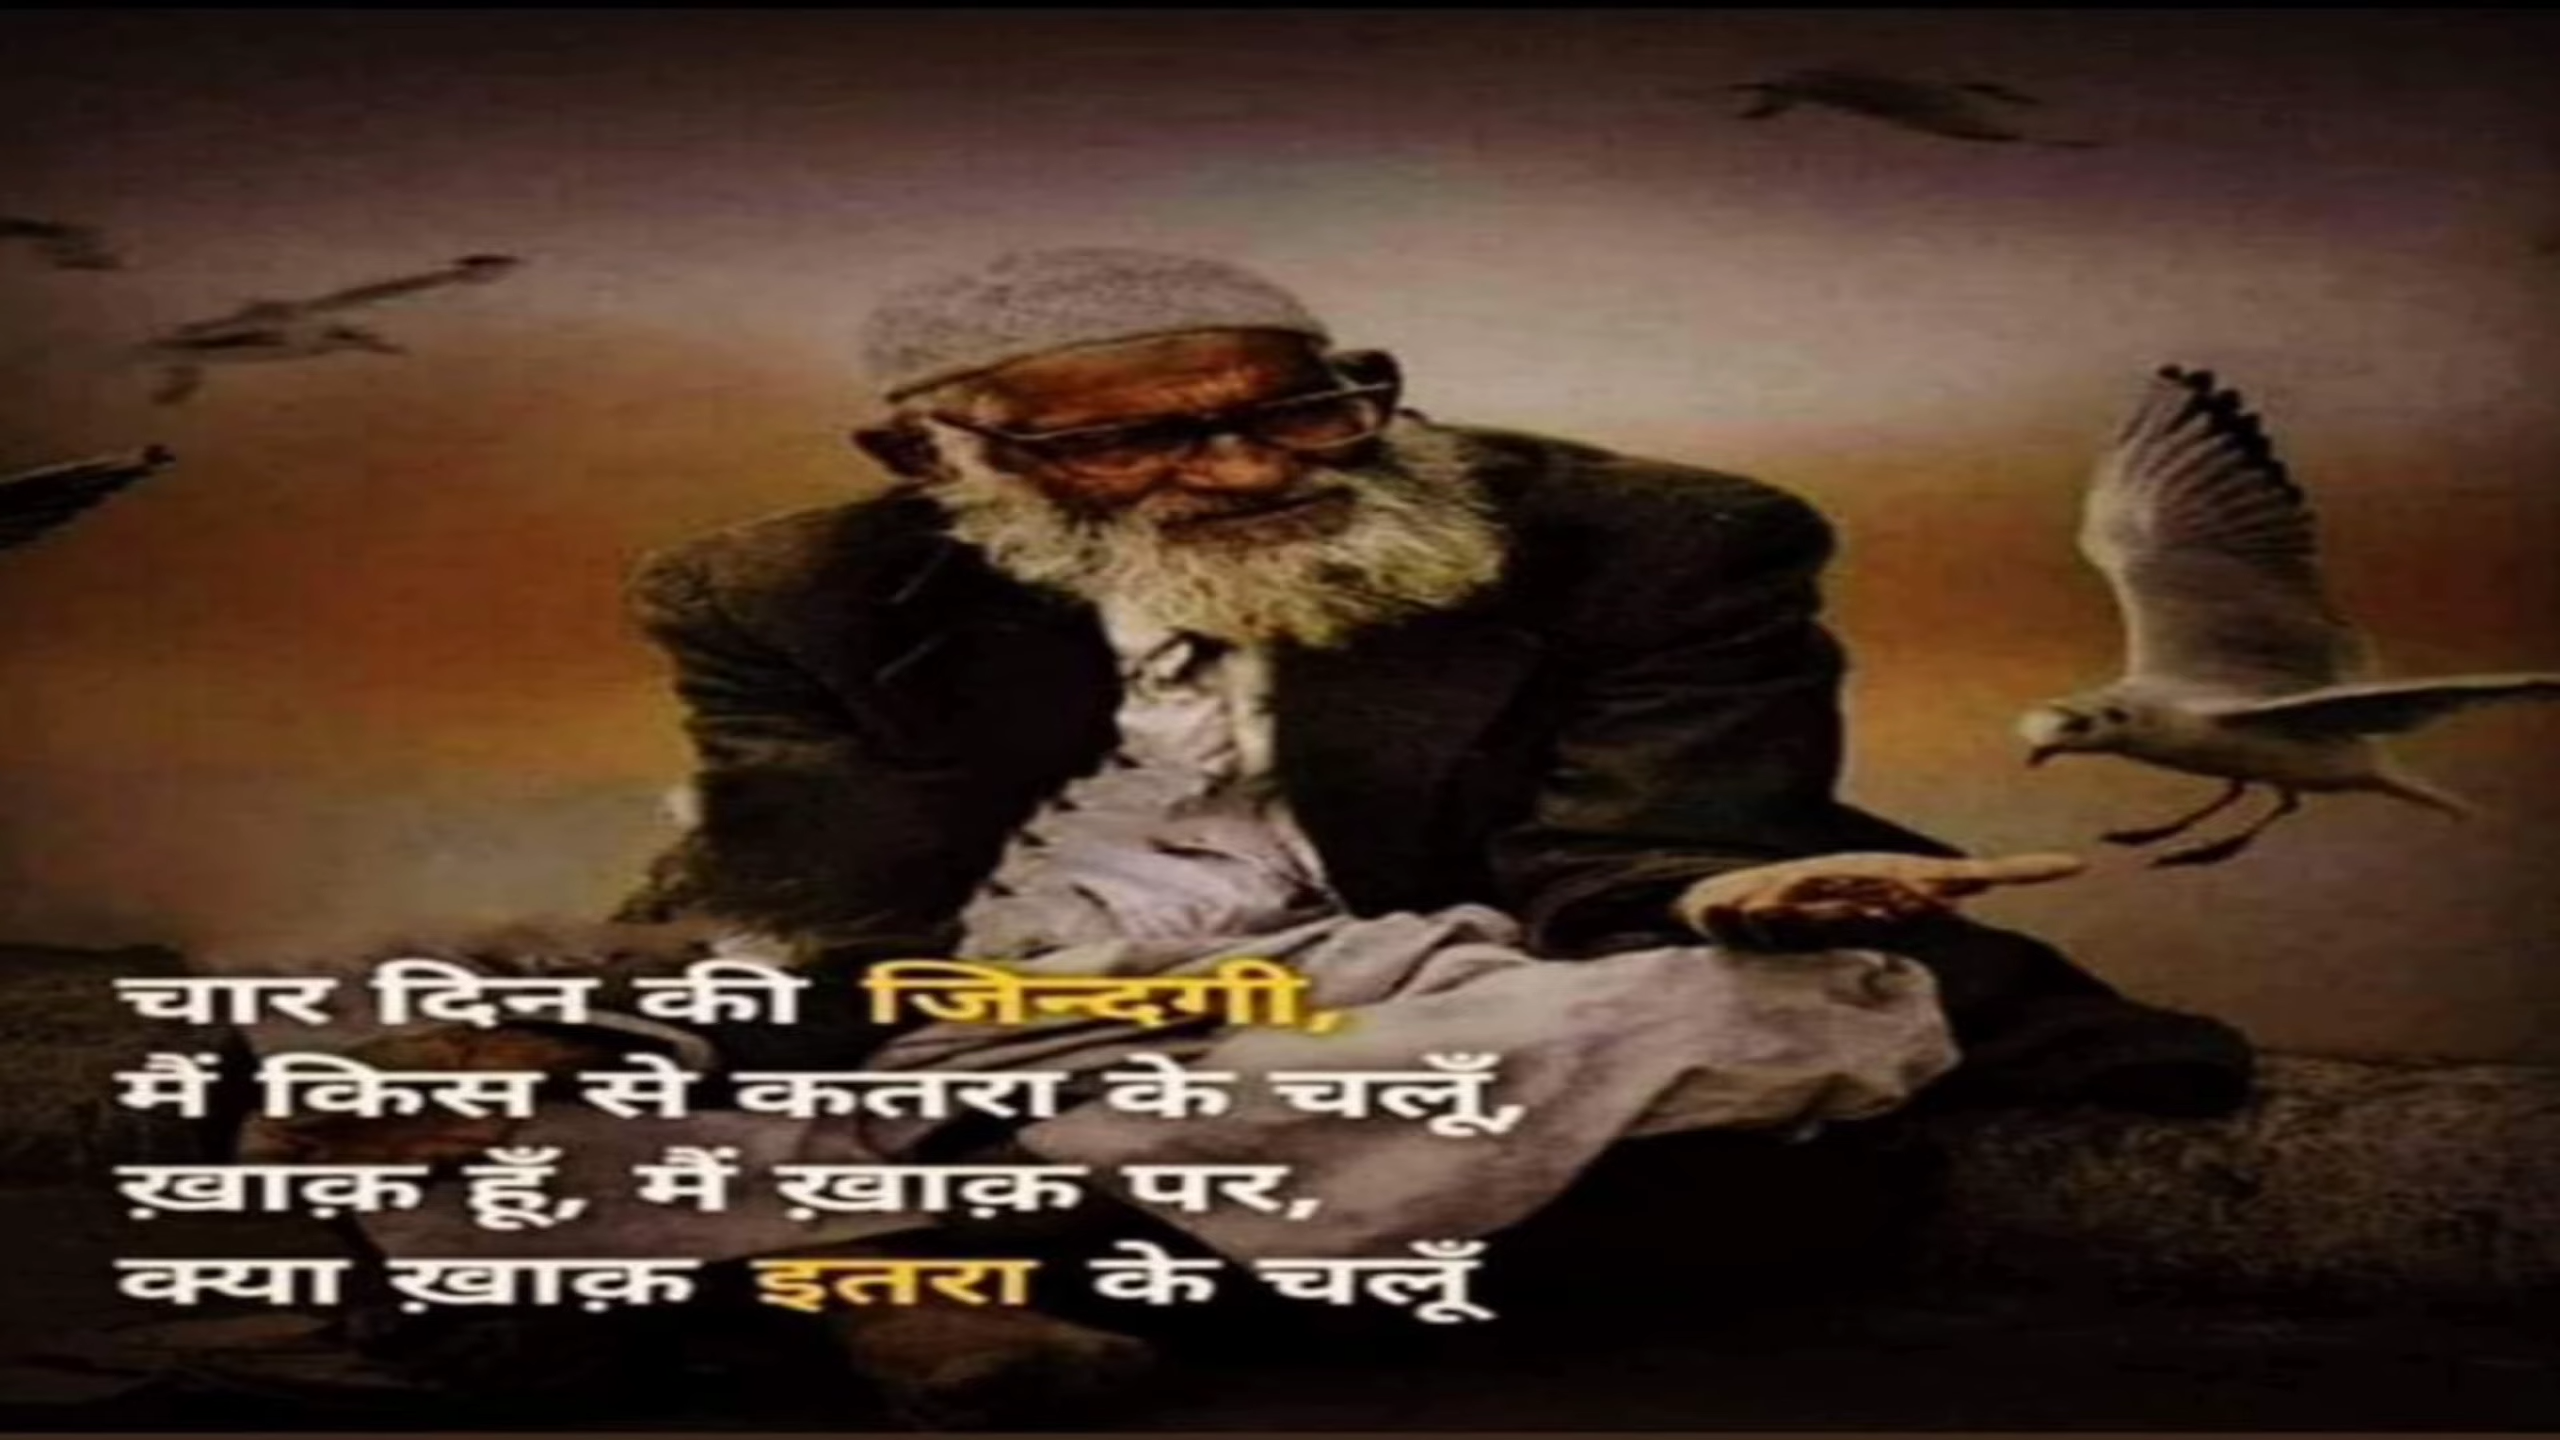 चार दिन की जिन्दगी,
मैं किस से कतरा के चलूँ,
ख़ाक़ हूँ, मैं ख़ाक़ पर,
क्या ख़ाक़ इतरा के चलूँ